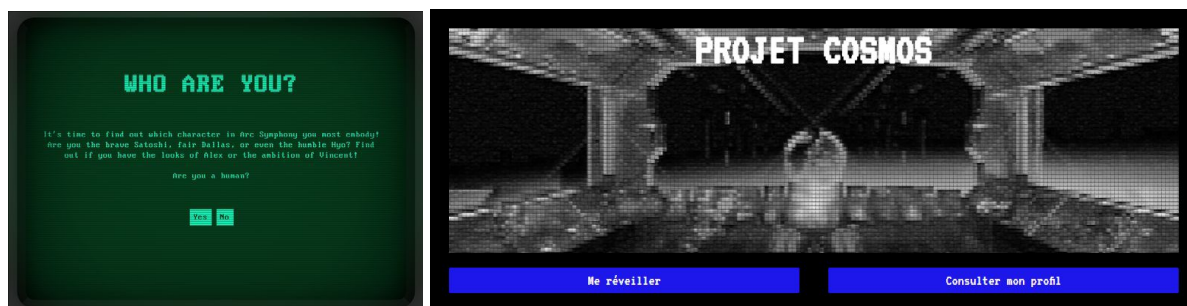 WHO ARE YOU?
It's time to find out which character in Arc Symphony you most embody!
Are you the brave Satoshi, fair Dallas, or even the humble Hyo? Find
out if you have the looks of Alex or the ambition of Vincent!
Are you a human?
Yes No
PROJET COSMOS
Me réveiller
Consulter mon profil